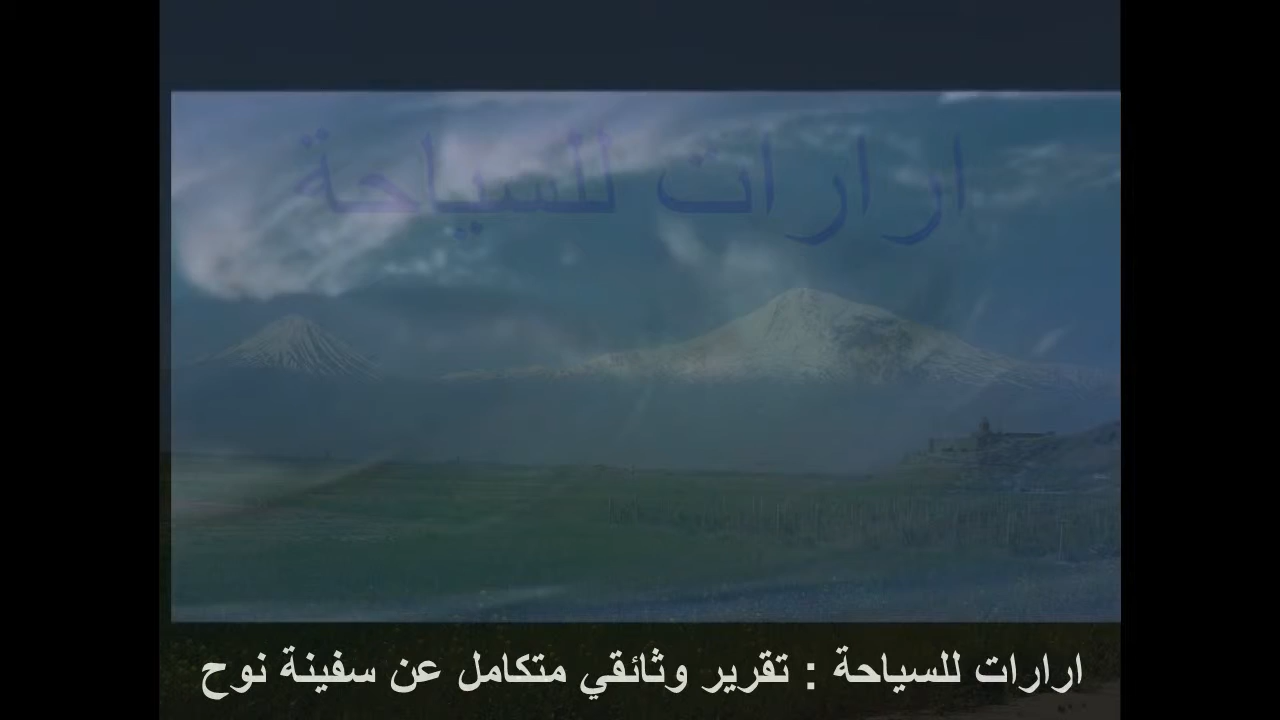 ارارات للسياحة
ارارات للسياحة : تقرير وثائقي متكامل عن سفينة نوح